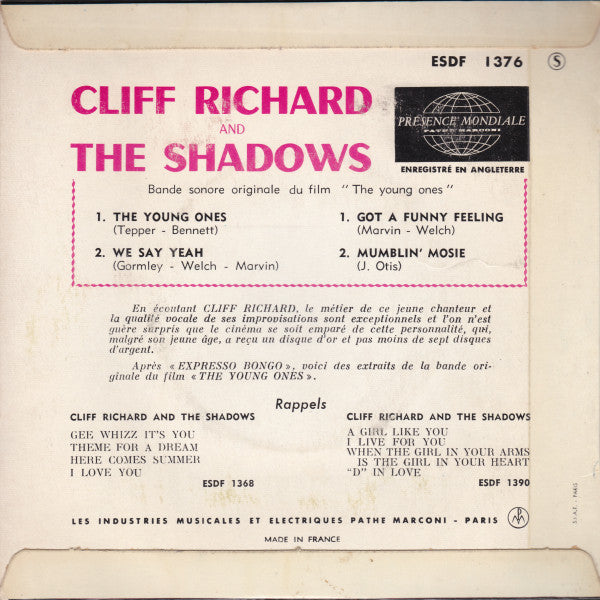 ESDF 1376 S
CLIFF RICHARD
AND
THE SHADOWS
PRÉSENCE MONDIALE
PATHÉ MARCONI
ENREGISTRÉ EN ANGLETERRE
Bande sonore originale du film "The young ones"
1. THE YOUNG ONES
(Tepper - Bennett)
2. WE SAY YEAH
(Gormley - Welch - Marvin)
1. GOT A FUNNY FEELING
(Marvin - Welch)
2. MUMBLIN' MOSIE
(J. Otis)
En écoutant CLIFF RICHARD, le métier de ce jeune chanteur et
la qualité vocale de ses improvisations sont exceptionnels et l'on n'est
guère surpris que le cinéma se soit emparé de cette personnalité, qui,
malgré son jeune âge, a reçu un disque d'or et pas moins de sept disques
d'argent.
Après « EXPRESSO BONGO », voici des extraits de la bande ori-
ginale du film « THE YOUNG ONES ».
Rappels
CLIFF RICHARD AND THE SHADOWS
GEE WHIZZ IT'S YOU
THEME FOR A DREAM
HERE COMES SUMMER
I LOVE YOU
ESDF 1368
CLIFF RICHARD AND THE SHADOWS
A GIRL LIKE YOU
I LIVE FOR YOU
WHEN THE GIRL IN YOUR ARMS
IS THE GIRL IN YOUR HEART
"D" IN LOVE
ESDF 1390
LES INDUSTRIES MUSICALES ET ELECTRIQUES PATHE MARCONI - PARIS
MADE IN FRANCE
S.I.A.F. - PARIS